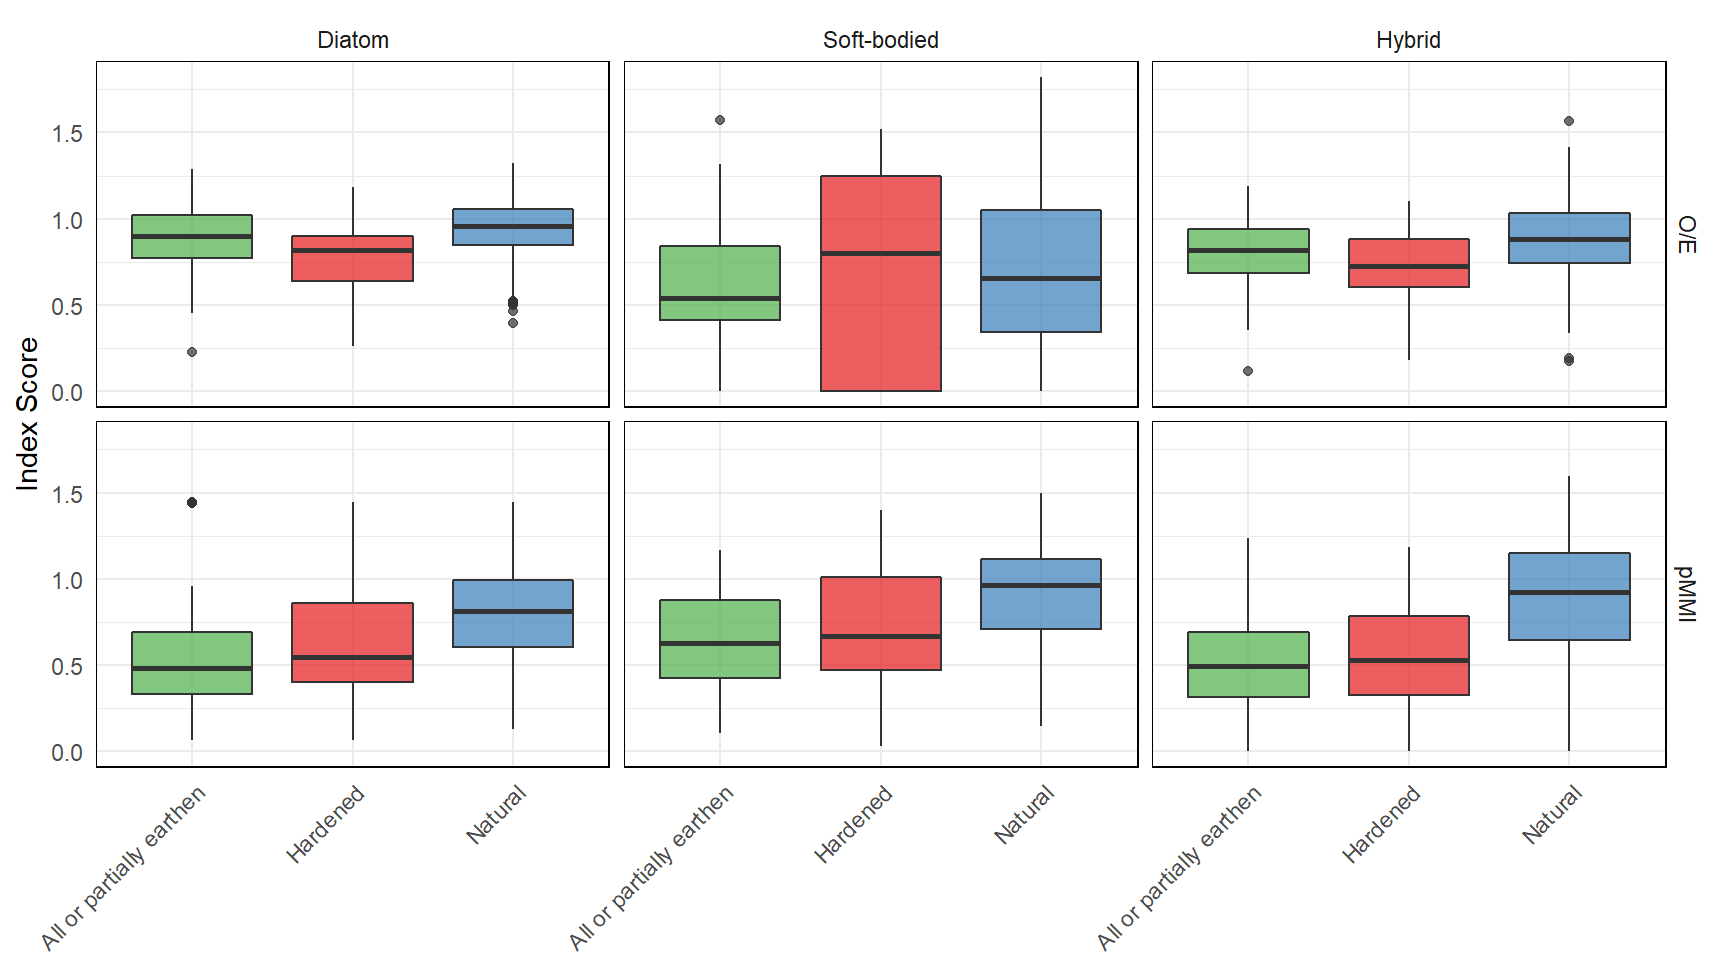 Diatom
Soft-bodied
Hybrid
Index Score
1.5
1.0
0.5
0.0
O/E
1.5
1.0
0.5
0.0
pMMI
All or partially earthen
Hardened
Natural
All or partially earthen
Hardened
Natural
All or partially earthen
Hardened
Natural